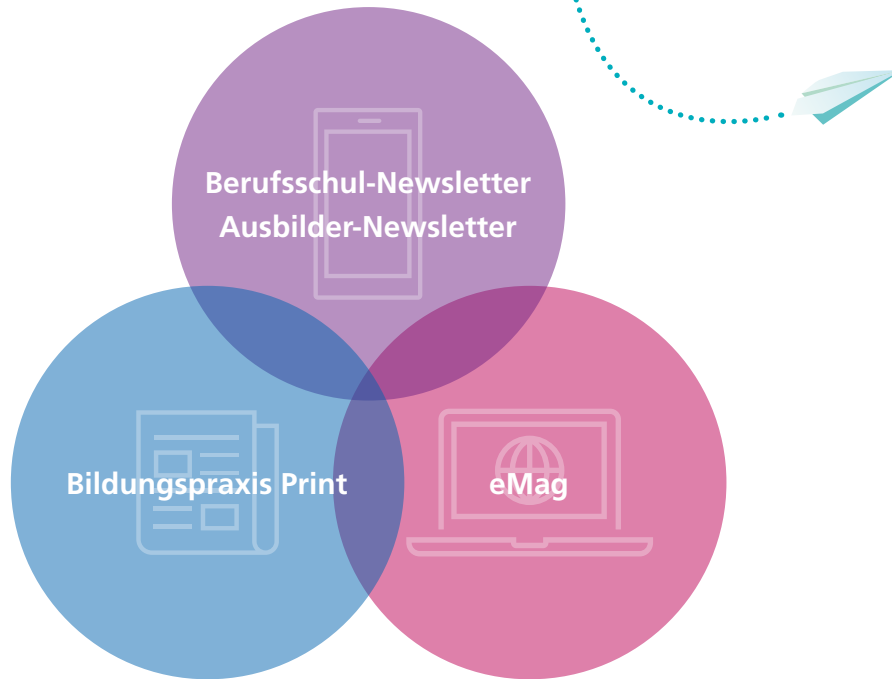 Berufsschul-Newsletter
Ausbilder-Newsletter
Bildungspraxis Print
eMag